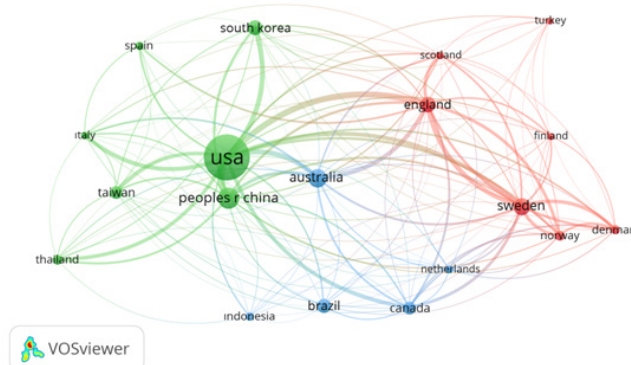 turkey
south korea
spain
scotland
england
italy
finland
usa
australia
taiwan
peoples r china
sweden
norway
denmar
thailand
netherlands
indonesia
brazil
canada
VOSviewer